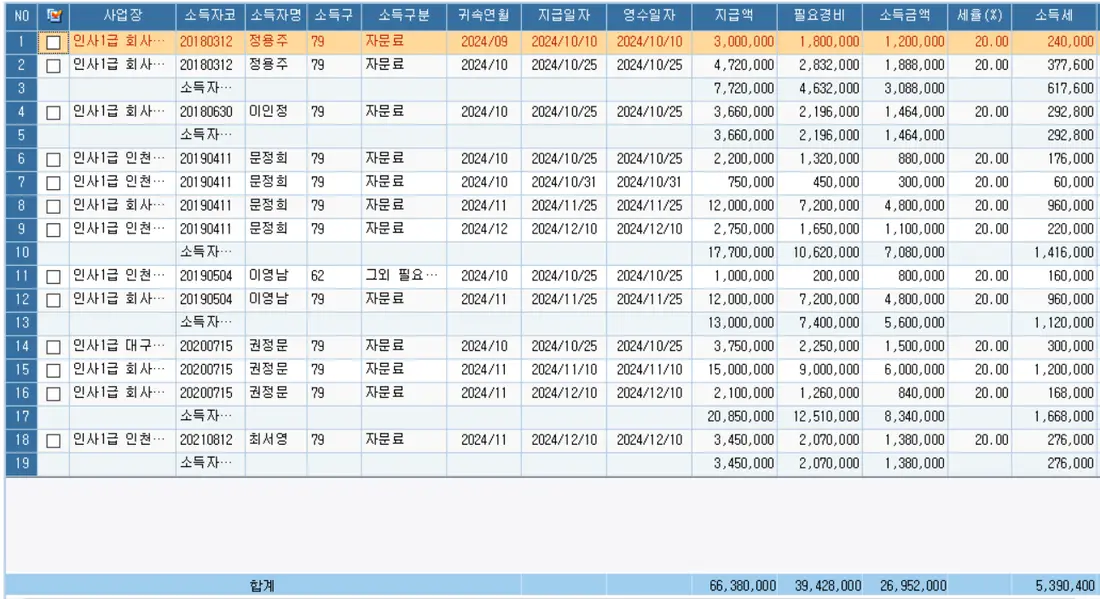 NO 사업장 소득자코 소득자명 소득구 소득구분 귀속연월 지급일자 영수일자 지급액 필요경비 소득금액 세율(%) 소득세
1 인사1급 회사… 20180312 정용주 79 자문료 2024/09 2024/10/10 2024/10/10 3,000,000 1,800,000 1,200,000 20.00 240,000
2 인사1급 회사… 20180312 정용주 79 자문료 2024/10 2024/10/25 2024/10/25 4,720,000 2,832,000 1,888,000 20.00 377,600
3 소득자… 7,720,000 4,632,000 3,088,000 617,600
4 인사1급 회사… 20180630 이인정 79 자문료 2024/10 2024/10/25 2024/10/25 3,660,000 2,196,000 1,464,000 20.00 292,800
5 소득자… 3,660,000 2,196,000 1,464,000 292,800
6 인사1급 인천… 20190411 문정희 79 자문료 2024/10 2024/10/25 2024/10/25 2,200,000 1,320,000 880,000 20.00 176,000
7 인사1급 인천… 20190411 문정희 79 자문료 2024/10 2024/10/31 2024/10/31 750,000 450,000 300,000 20.00 60,000
8 인사1급 회사… 20190411 문정희 79 자문료 2024/11 2024/11/25 2024/11/25 12,000,000 7,200,000 4,800,000 20.00 960,000
9 인사1급 인천… 20190411 문정희 79 자문료 2024/12 2024/12/10 2024/12/10 2,750,000 1,650,000 1,100,000 20.00 220,000
10 소득자… 17,700,000 10,620,000 7,080,000 1,416,000
11 인사1급 인천… 20190504 이영남 62 그외 필요… 2024/10 2024/10/25 2024/10/25 1,000,000 200,000 800,000 20.00 160,000
12 인사1급 회사… 20190504 이영남 79 자문료 2024/11 2024/11/25 2024/11/25 12,000,000 7,200,000 4,800,000 20.00 960,000
13 소득자… 13,000,000 7,400,000 5,600,000 1,120,000
14 인사1급 대구… 20200715 권정문 79 자문료 2024/10 2024/10/25 2024/10/25 3,750,000 2,250,000 1,500,000 20.00 300,000
15 인사1급 회사… 20200715 권정문 79 자문료 2024/11 2024/11/10 2024/11/10 15,000,000 9,000,000 6,000,000 20.00 1,200,000
16 인사1급 회사… 20200715 권정문 79 자문료 2024/11 2024/12/10 2024/12/10 2,100,000 1,260,000 840,000 20.00 168,000
17 소득자… 20,850,000 12,510,000 8,340,000 1,668,000
18 인사1급 인천… 20210812 최서영 79 자문료 2024/11 2024/12/10 2024/12/10 3,450,000 2,070,000 1,380,000 20.00 276,000
19 소득자… 3,450,000 2,070,000 1,380,000 276,000
합계 66,380,000 39,428,000 26,952,000 5,390,400